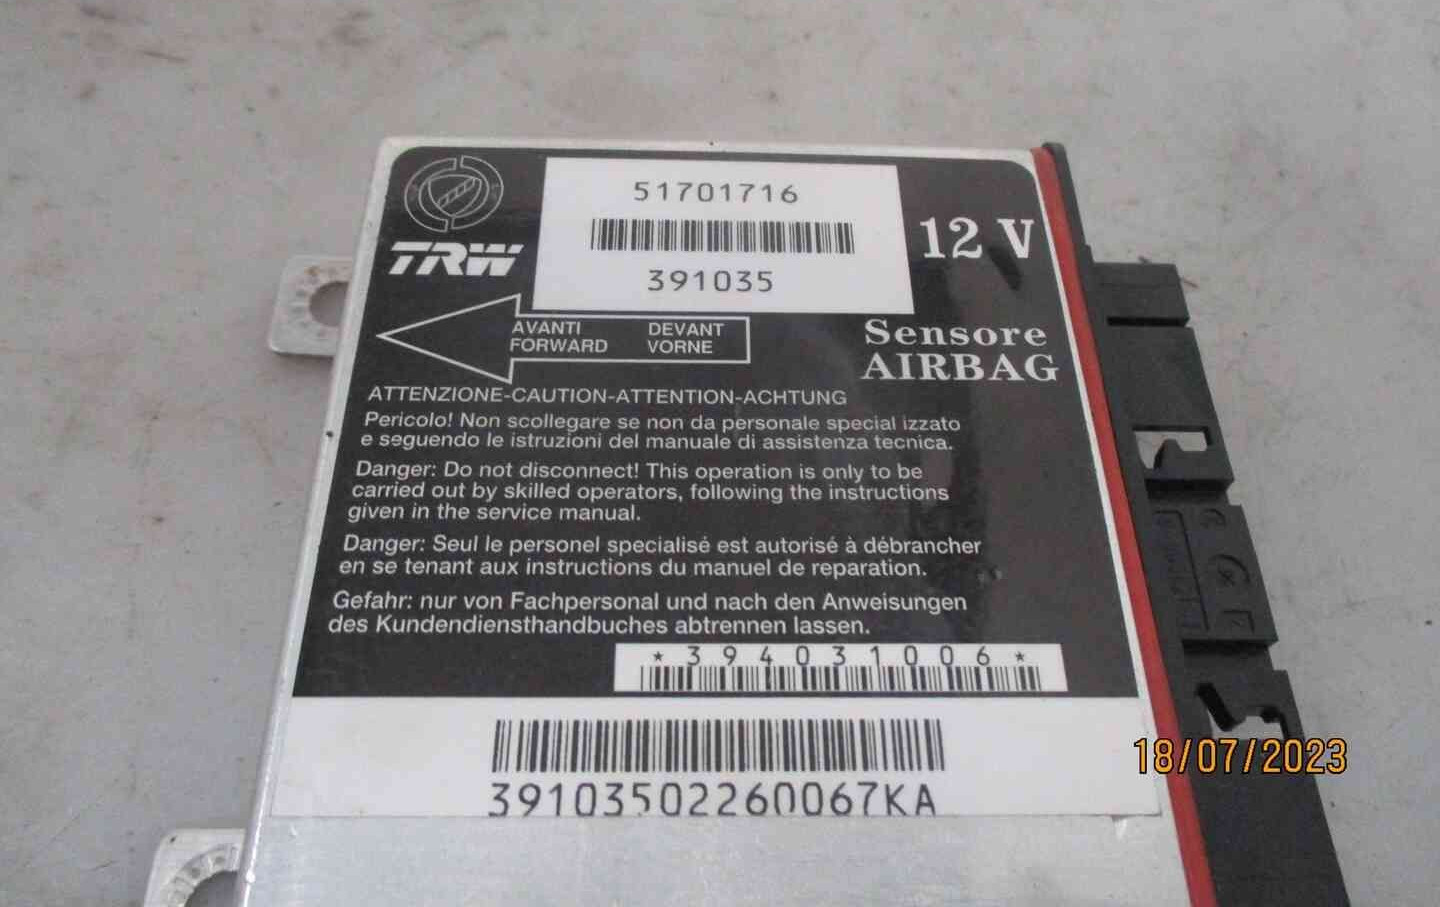 51701716
391035
TRW
12 V
AVANTI DEVANT
FORWARD VORNE
Sensore
AIRBAG
ATTENZIONE-CAUTION-ATTENTION-ACHTUNG
Pericolo! Non scollegare se non da personale special izzato
e seguendo le istruzioni del manuale di assistenza tecnica.
Danger: Do not disconnect! This operation is only to be
carried out by skilled operators, following the instructions
given in the service manual.
Danger: Seul le personel specialisé est autorisé à débrancher
en se tenant aux instructions du manuel de reparation.
Gefahr: nur von Fachpersonal und nach den Anweisungen
des Kundendiensthandbuches abtrennen lassen.
*394031006*
39103502260067KA
18/07/2023